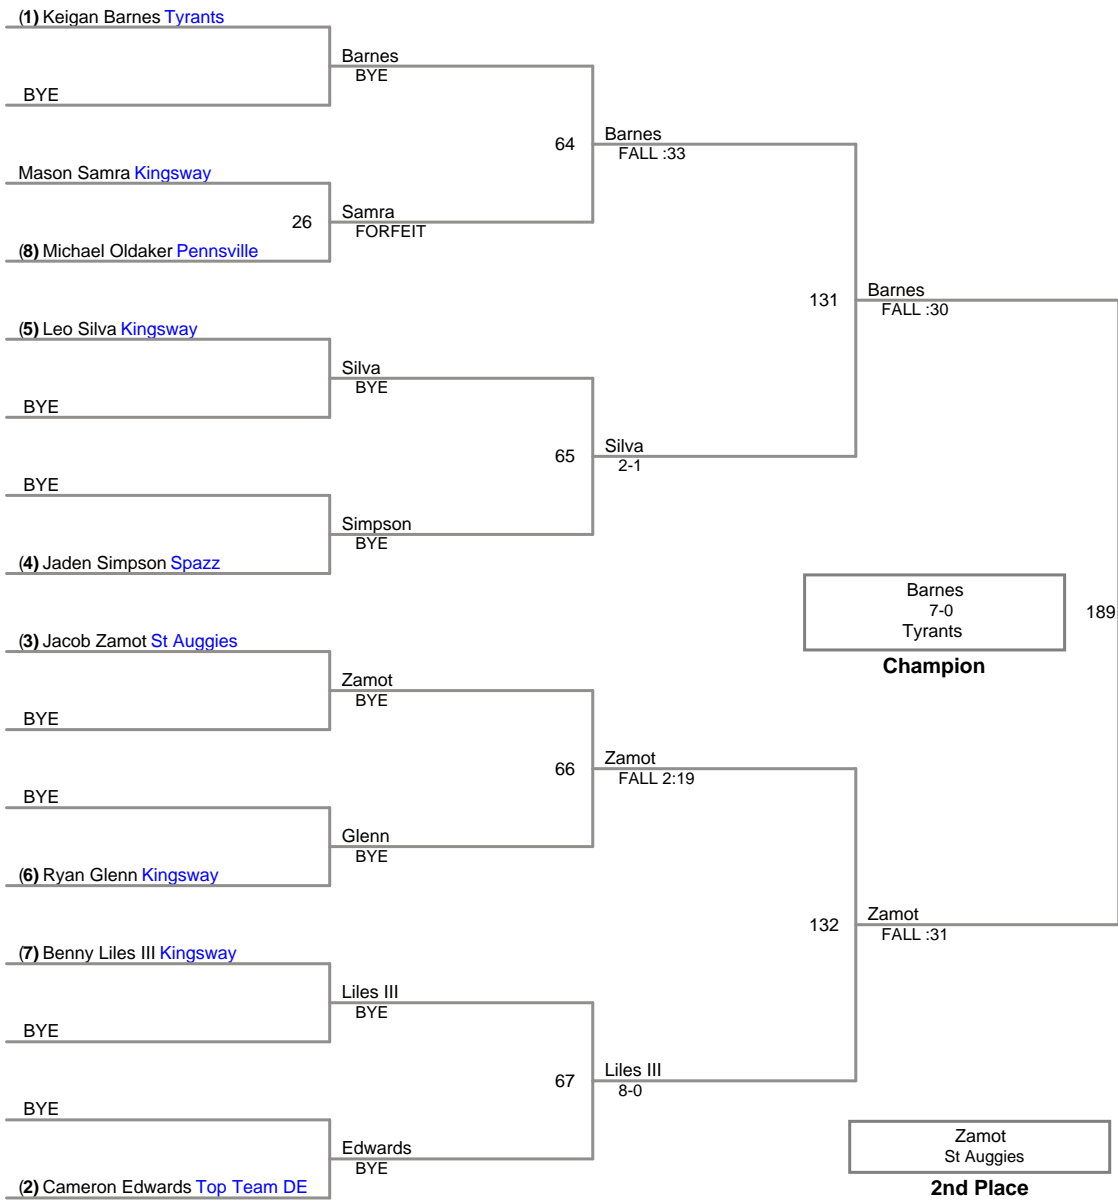 (1) Keigan Barnes Tyrants
Barnes
BYE
BYE
64
Barnes
FALL :33
Mason Samra Kingsway
26
Samra
FORFEIT
(8) Michael Oldaker Pennsville
131
Barnes
FALL :30
(5) Leo Silva Kingsway
Silva
BYE
BYE
65
Silva
2-1
BYE
Simpson
BYE
(4) Jaden Simpson Spazz
Barnes
7-0
Tyrants
189
Champion
(3) Jacob Zamot St Auggies
Zamot
BYE
BYE
66
Zamot
FALL 2:19
BYE
Glenn
BYE
(6) Ryan Glenn Kingsway
132
Zamot
FALL :31
(7) Benny Liles III Kingsway
Liles III
BYE
BYE
67
Liles III
8-0
BYE
Edwards
BYE
(2) Cameron Edwards Top Team DE
Zamot
St Auggies
2nd Place